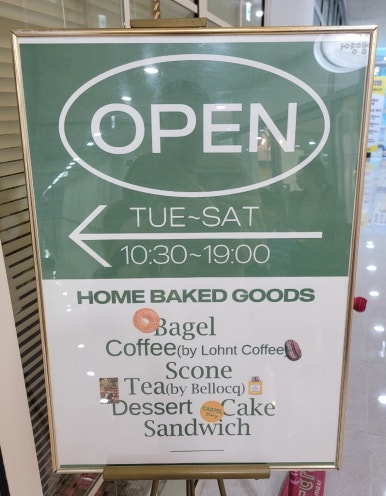 OPEN
TUE~SAT
10:30~19:00
HOME BAKED GOODS
Bagel
Coffee(by Lohnt Coffee)
Scone
Tea(by Bellocq)
Dessert CASTEL Cake
Sandwich